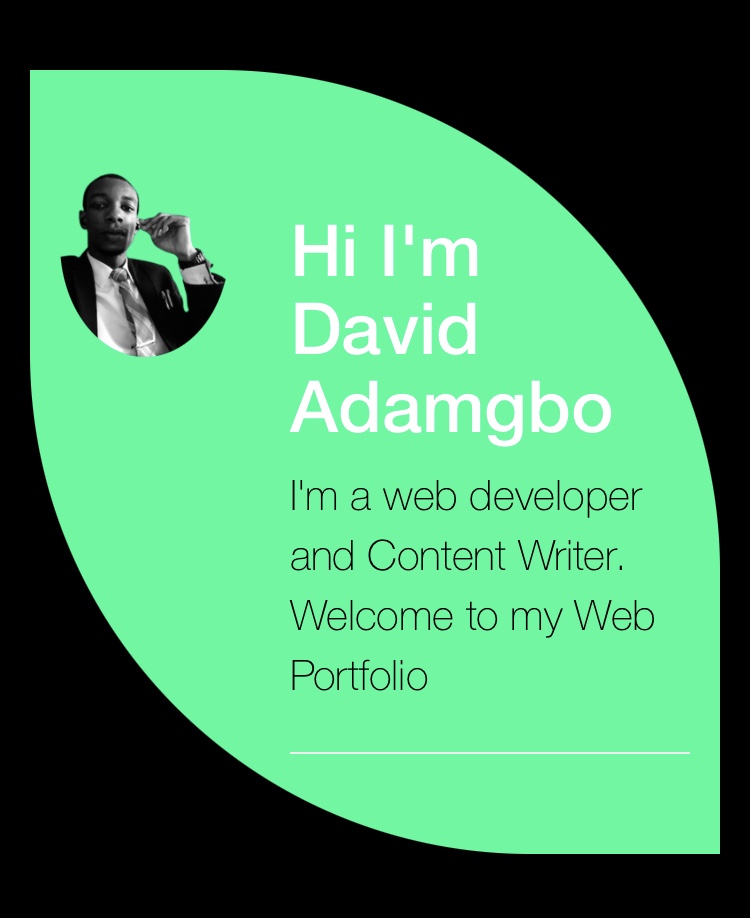 Hi I'm
David
Adamgbo
I'm a web developer
and Content Writer.
Welcome to my Web
Portfolio